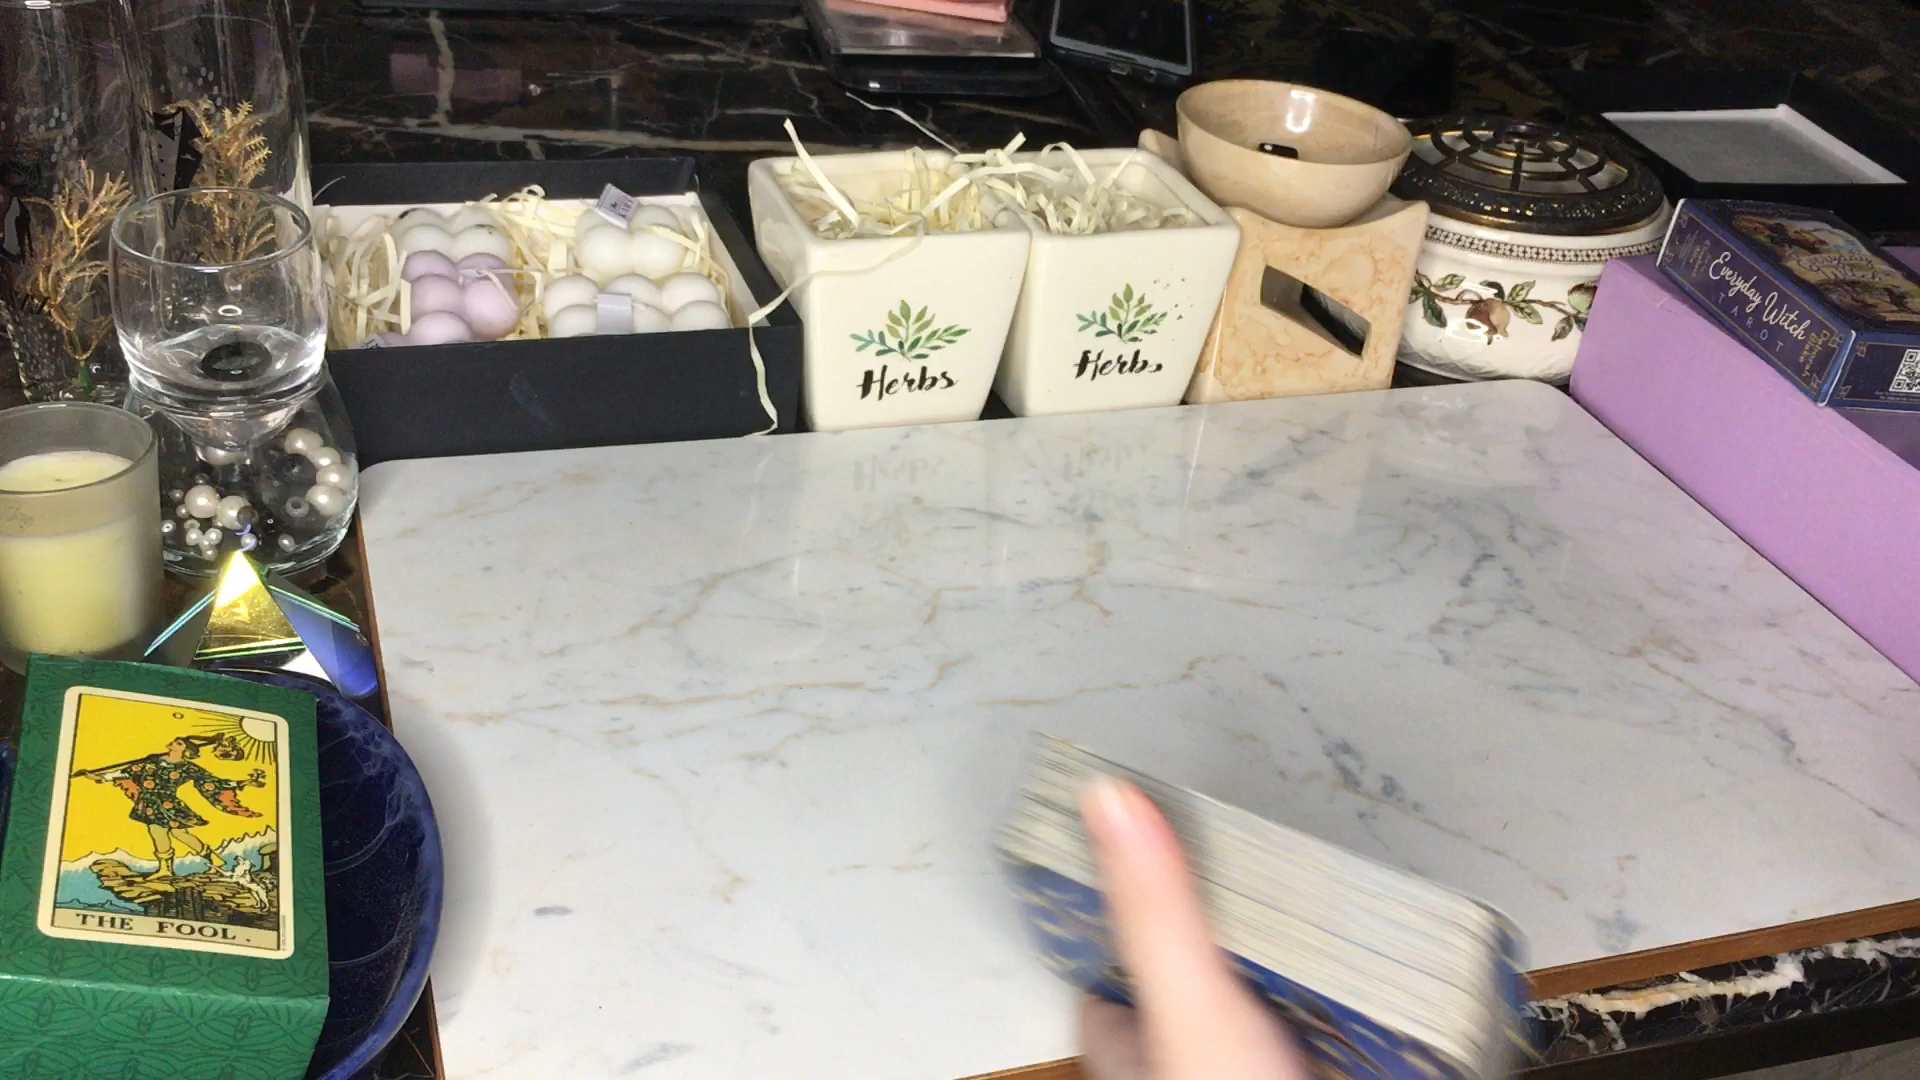 Herbs
Herbs
Everyday Witch
TAROT
THE FOOL.